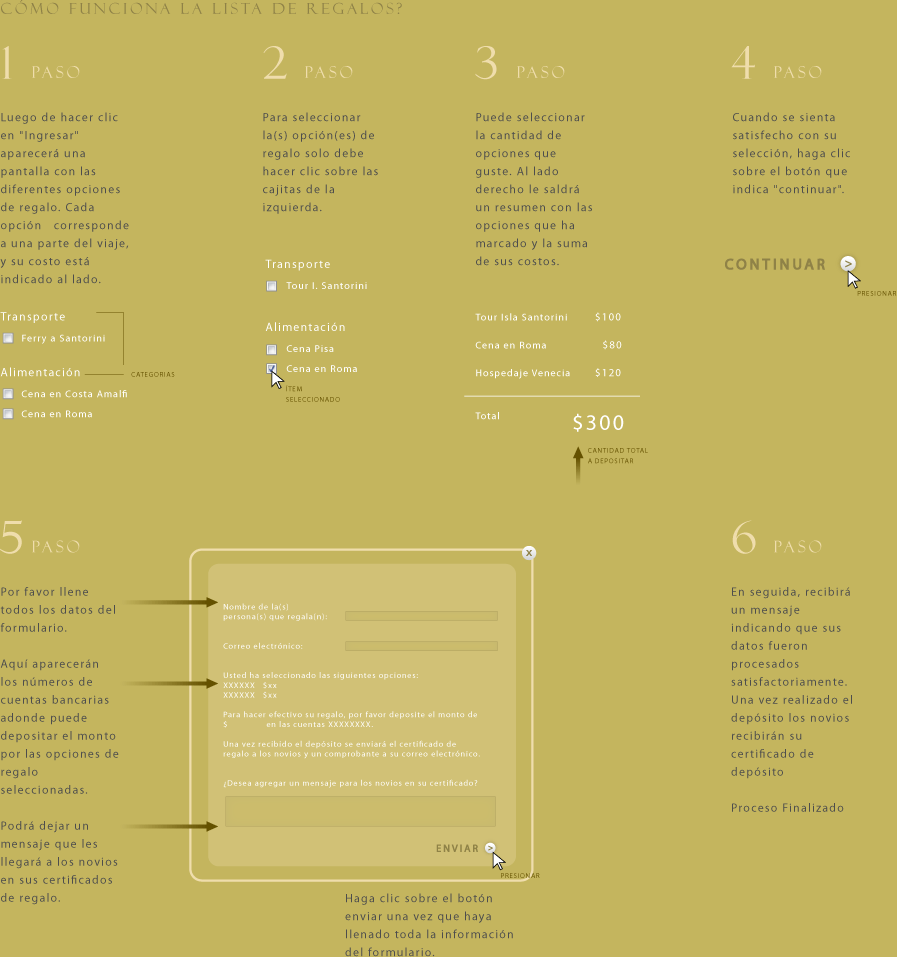 CÓMO FUNCIONA LA LISTA DE REGALOS?
1 PASO
Luego de hacer clic
en "Ingresar"
aparecerá una
pantalla con las
diferentes opciones
de regalo. Cada
opción corresponde
a una parte del viaje,
y su costo está
indicado al lado.
Transporte
Ferry a Santorini
Alimentación
CATEGORIAS
Cena en Costa Amalfi
Cena en Roma
2 PASO
Para seleccionar
la(s) opción(es) de
regalo solo debe
hacer clic sobre las
cajitas de la
izquierda.
Transporte
Tour I. Santorini
Alimentación
Cena Pisa
Cena en Roma
ITEM
SELECCIONADO
3 PASO
Puede seleccionar
la cantidad de
opciones que
guste. Al lado
derecho le saldrá
un resumen con las
opciones que ha
marcado y la suma
de sus costos.
Tour Isla Santorini $100
Cena en Roma $80
Hospedaje Venecia $120
Total $300
CANTIDAD TOTAL
A DEPOSITAR
4 PASO
Cuando se sienta
satisfecho con su
selección, haga clic
sobre el botón que
indica "continuar".
CONTINUAR >
PRESIONAR
5 PASO
Por favor llene
todos los datos del
formulario.
Aquí aparecerán
los números de
cuentas bancarias
adonde puede
depositar el monto
por las opciones de
regalo
seleccionadas.
Podrá dejar un
mensaje que les
llegará a los novios
en sus certificados
de regalo.
X
Nombre de la(s)
persona(s) que regala(n):
Correo electrónico:
Usted ha seleccionado las siguientes opciones:
XXXXXX $xx
XXXXXX $xx
Para hacer efectivo su regalo, por favor deposite el monto de
$ en las cuentas XXXXXXXX.
Una vez recibido el depósito se enviará el certificado de
regalo a los novios y un comprobante a su correo electrónico.
¿Desea agregar un mensaje para los novios en su certificado?
ENVIAR >
PRESIONAR
Haga clic sobre el botón
enviar una vez que haya
llenado toda la información
del formulario.
6 PASO
En seguida, recibirá
un mensaje
indicando que sus
datos fueron
procesados
satisfactoriamente.
Una vez realizado el
depósito los novios
recibirán su
certificado de
depósito
Proceso Finalizado